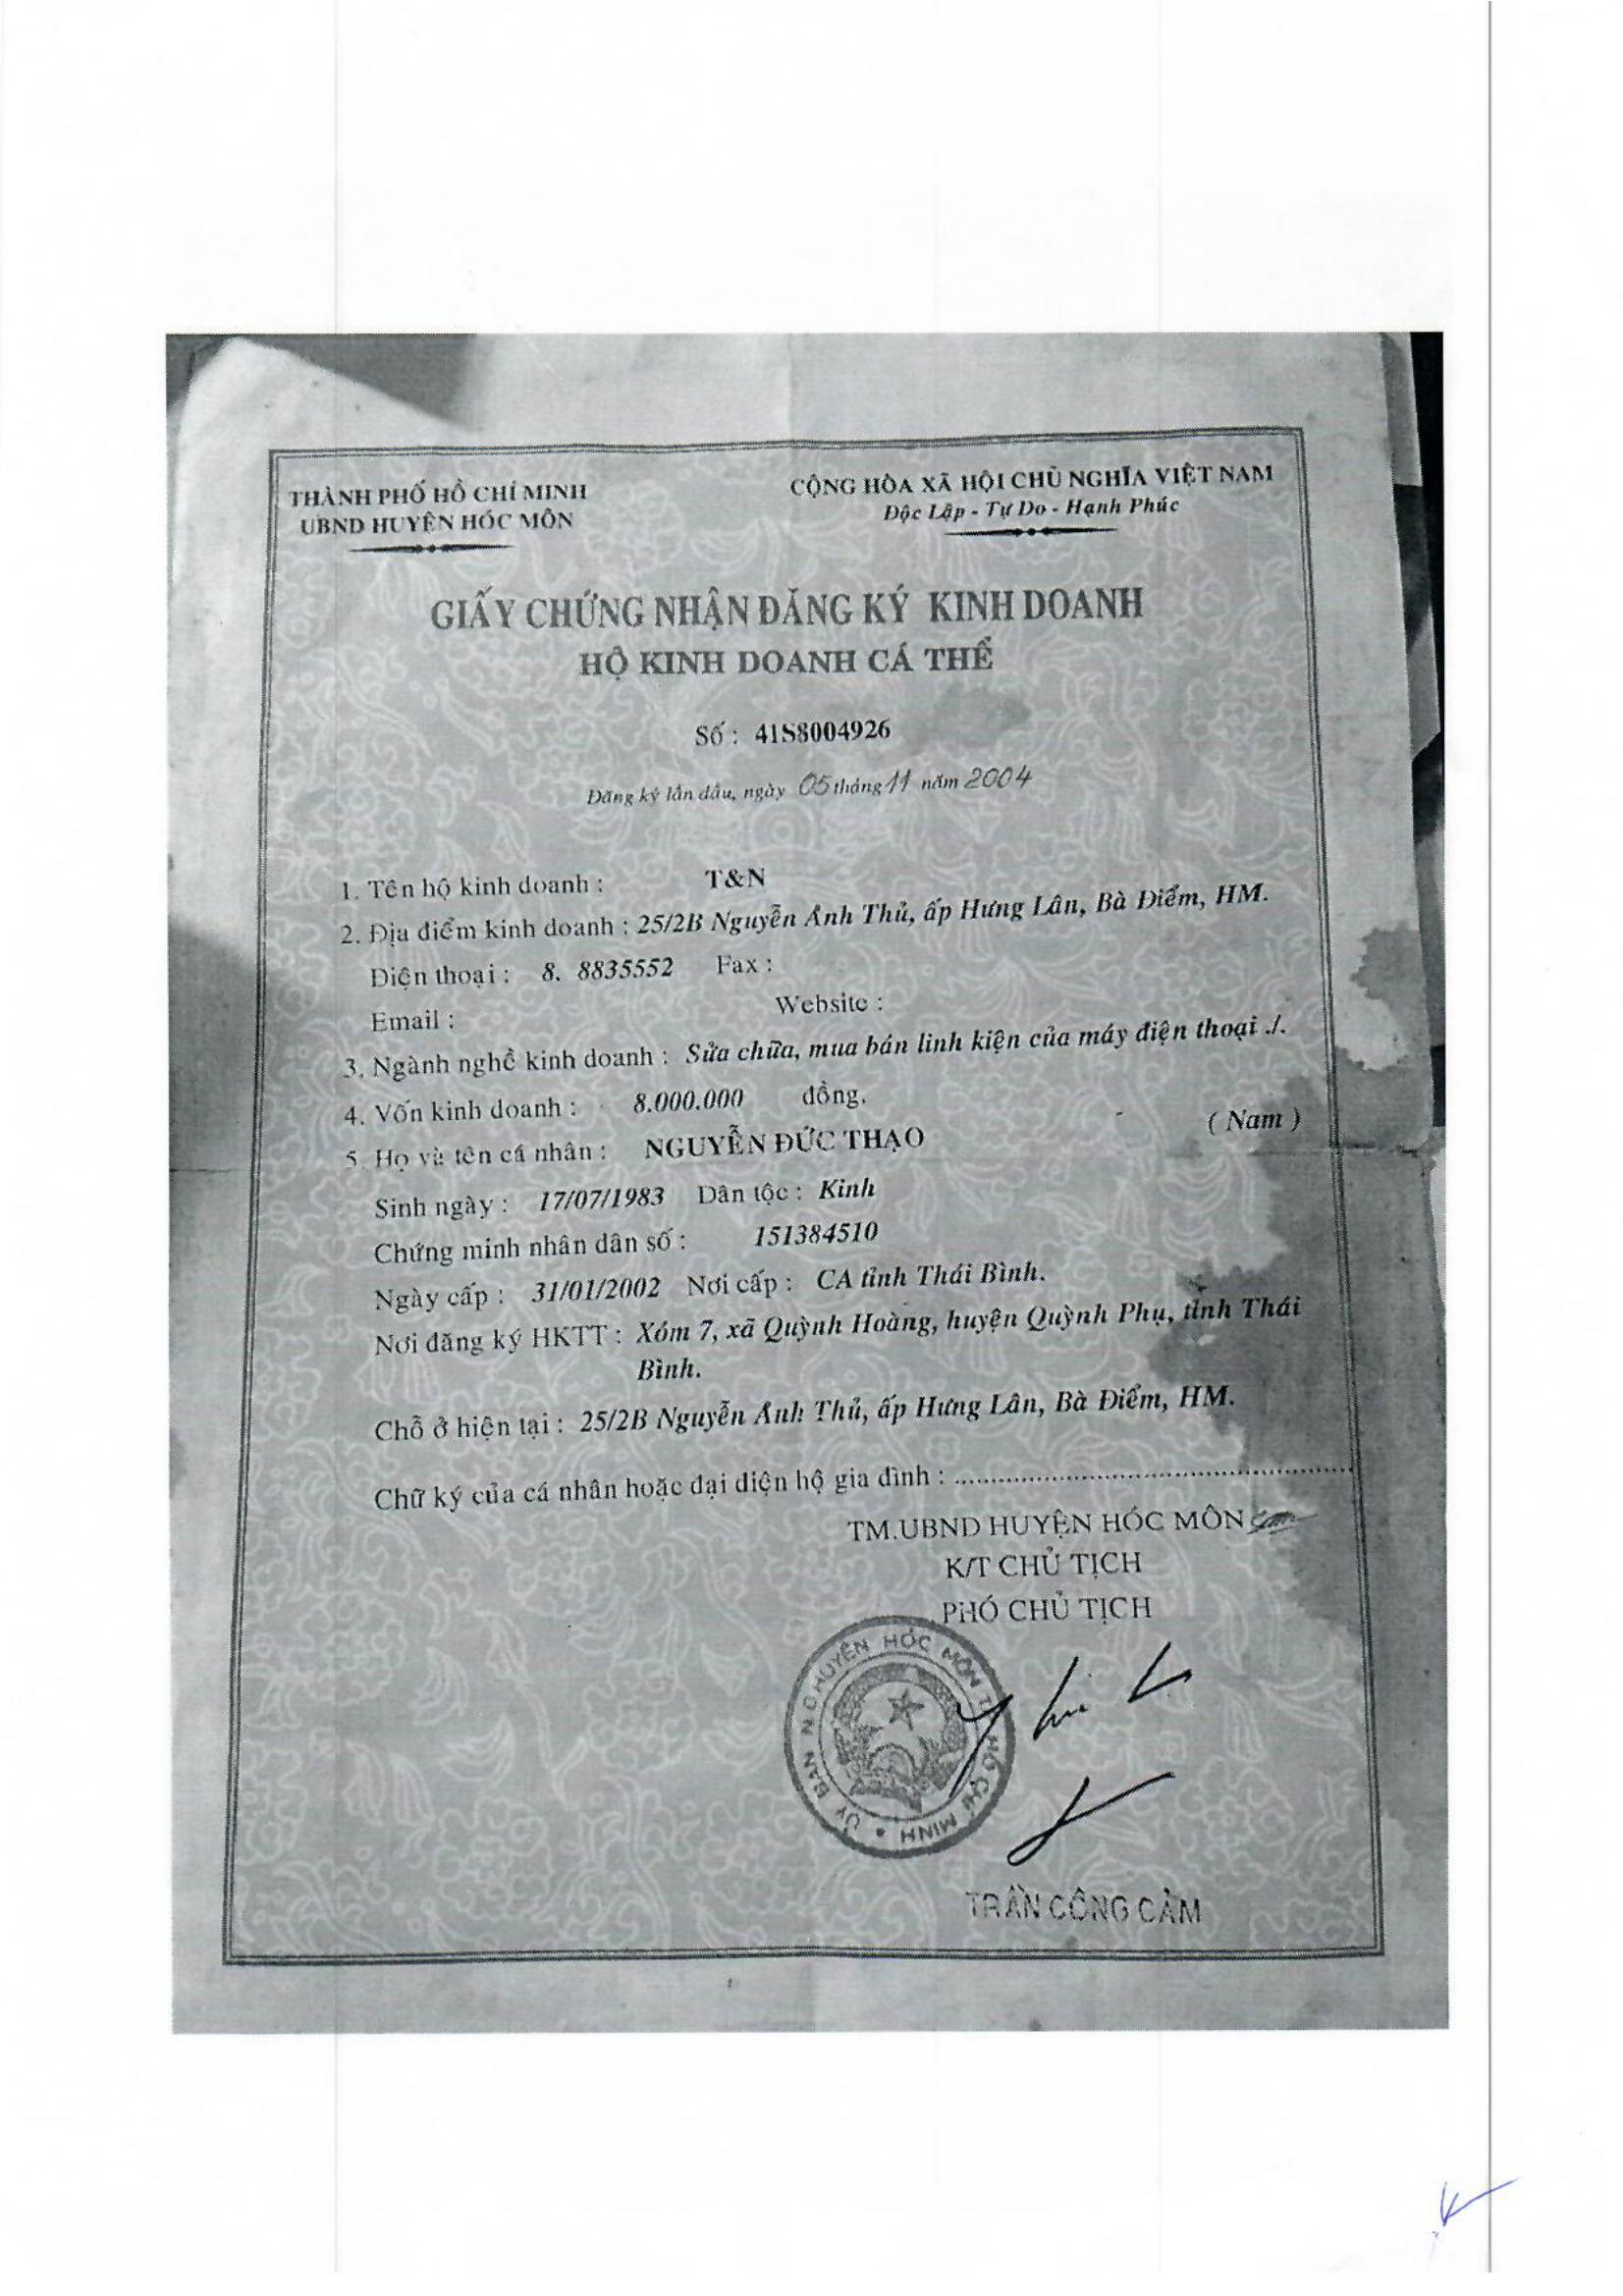 THÀNH PHỐ HỒ CHÍ MINH
UBND HUYỆN HÓC MÔN
CỘNG HÒA XÃ HỘI CHỦ NGHĨA VIỆT NAM
Độc Lập - Tự Do - Hạnh Phúc
GIẤY CHỨNG NHẬN ĐĂNG KÝ KINH DOANH
HỘ KINH DOANH CÁ THỂ
Số : 41S8004926
Đăng ký lần đầu, ngày 05 tháng 11 năm 2004
1. Tên hộ kinh doanh : T&N
2. Địa điểm kinh doanh : 25/2B Nguyễn Ảnh Thủ, ấp Hưng Lân, Bà Điểm, HM.
Điện thoại : 8. 8835552 Fax :
Email : Website :
3. Ngành nghề kinh doanh : Sửa chữa, mua bán linh kiện của máy điện thoại ./.
4. Vốn kinh doanh : 8.000.000 đồng.
5. Họ và tên cá nhân : NGUYỄN ĐỨC THẠO ( Nam )
Sinh ngày : 17/07/1983 Dân tộc : Kinh
Chứng minh nhân dân số : 151384510
Ngày cấp : 31/01/2002 Nơi cấp : CA tỉnh Thái Bình.
Nơi đăng ký HKTT : Xóm 7, xã Quỳnh Hoàng, huyện Quỳnh Phụ, tỉnh Thái
Bình.
Chỗ ở hiện tại : 25/2B Nguyễn Ảnh Thủ, ấp Hưng Lân, Bà Điểm, HM.
Chữ ký của cá nhân hoặc đại diện hộ gia đình : ..................................................
TM.UBND HUYỆN HÓC MÔN
K/T CHỦ TỊCH
PHÓ CHỦ TỊCH
ỦY BAN N.D HUYỆN HÓC MÔN T.P HỒ CHÍ MINH
TRẦN CÔNG CẢM